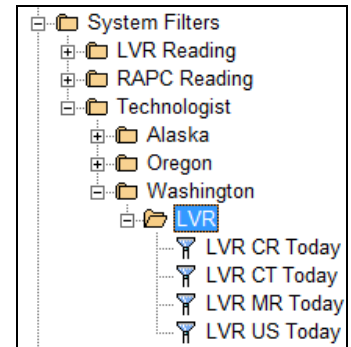 System Filters
LVR Reading
RAPC Reading
Technologist
Alaska
Oregon
Washington
LVR
LVR CR Today
LVR CT Today
LVR MR Today
LVR US Today